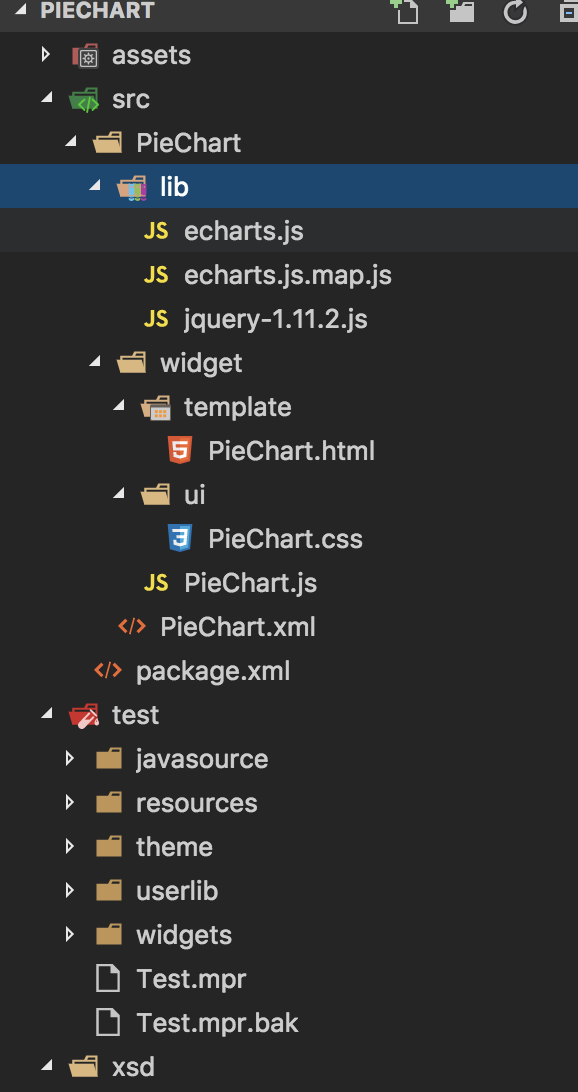 PIECHART
assets
src
PieChart
lib
JS echarts.js
JS echarts.js.map.js
JS jquery-1.11.2.js
widget
template
5 PieChart.html
ui
3 PieChart.css
JS PieChart.js
</> PieChart.xml
</> package.xml
test
javasource
resources
theme
userlib
widgets
Test.mpr
Test.mpr.bak
xsd